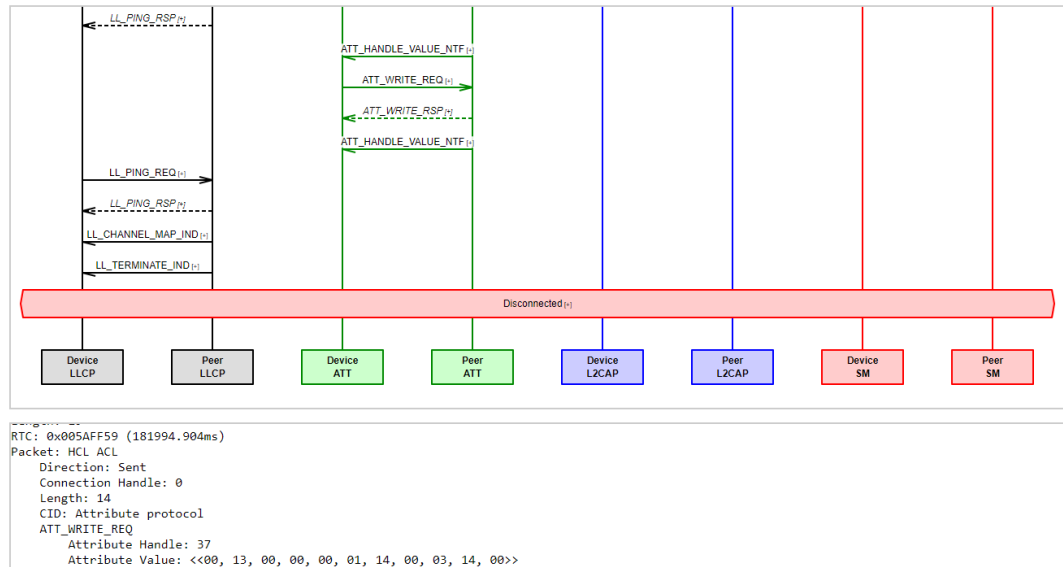 LL_PING_RSP[+]
ATT_HANDLE_VALUE_NTF[+]
ATT_WRITE_REQ[+]
ATT_WRITE_RSP[+]
ATT_HANDLE_VALUE_NTF[+]
LL_PING_REQ[+]
LL_PING_RSP[+]
LL_CHANNEL_MAP_IND[+]
LL_TERMINATE_IND[+]
Disconnected[+]
Device LLCP
Peer LLCP
Device ATT
Peer ATT
Device L2CAP
Peer L2CAP
Device SM
Peer SM
RTC: 0x005AFF59 (181994.904ms)
Packet: HCL ACL
Direction: Sent
Connection Handle: 0
Length: 14
CID: Attribute protocol
ATT_WRITE_REQ
Attribute Handle: 37
Attribute Value: <<00, 13, 00, 00, 00, 01, 14, 00, 03, 14, 00>>